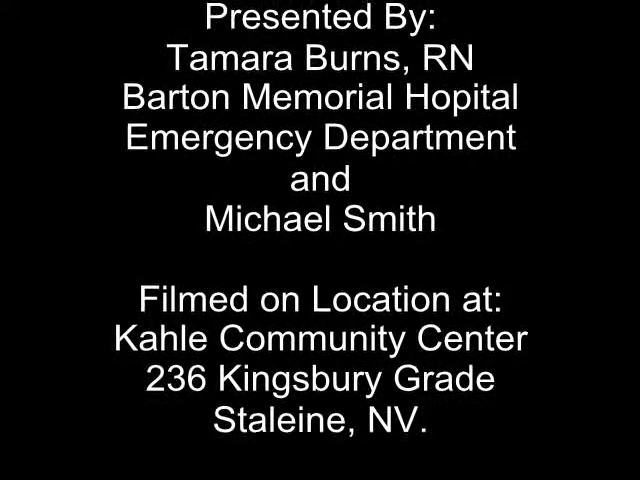 Presented By:
Tamara Burns, RN
Barton Memorial Hopital
Emergency Department
and
Michael Smith
Filmed on Location at:
Kahle Community Center
236 Kingsbury Grade
Staleine, NV.